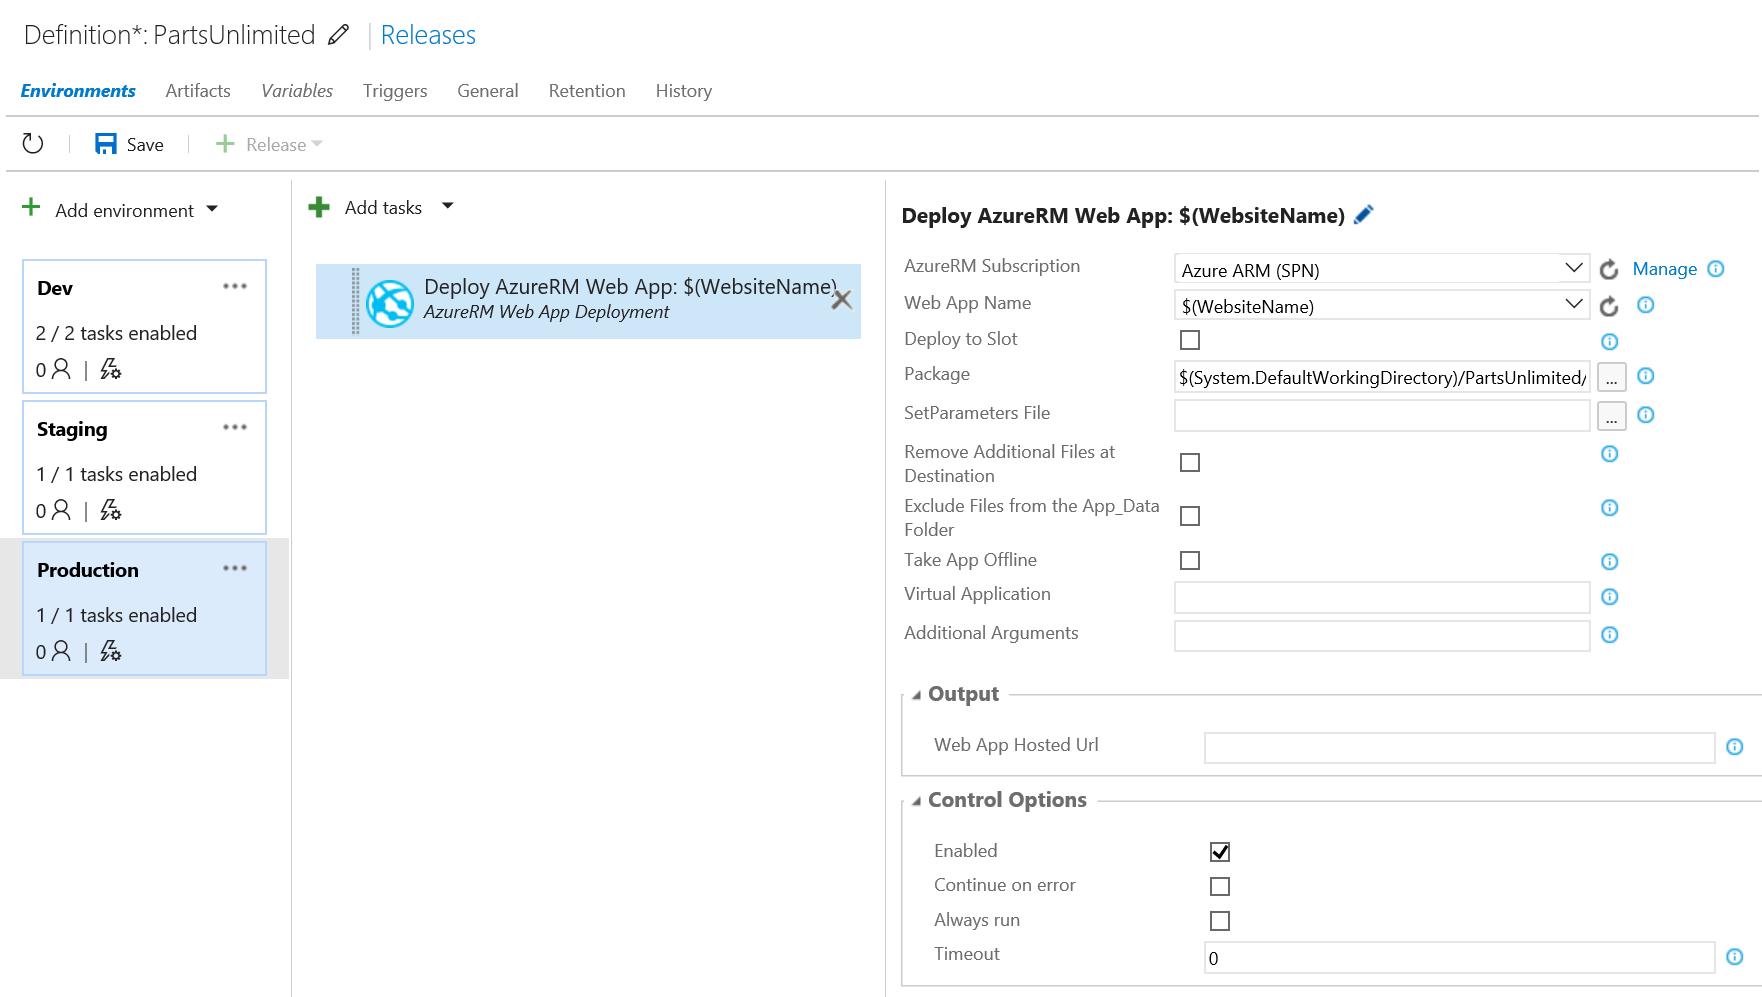 Definition*: PartsUnlimited | Releases
Environments Artifacts Variables Triggers General Retention History
Save Release
Add environment
Dev
2 / 2 tasks enabled
0
Staging
1 / 1 tasks enabled
0
Production
1 / 1 tasks enabled
0
Add tasks
Deploy AzureRM Web App: $(WebsiteName)
AzureRM Web App Deployment
Deploy AzureRM Web App: $(WebsiteName)
AzureRM Subscription Azure ARM (SPN) Manage
Web App Name $(WebsiteName)
Deploy to Slot
Package $(System.DefaultWorkingDirectory)/PartsUnlimited/ ...
SetParameters File ...
Remove Additional Files at
Destination
Exclude Files from the App_Data
Folder
Take App Offline
Virtual Application
Additional Arguments
Output
Web App Hosted Url
Control Options
Enabled
Continue on error
Always run
Timeout 0